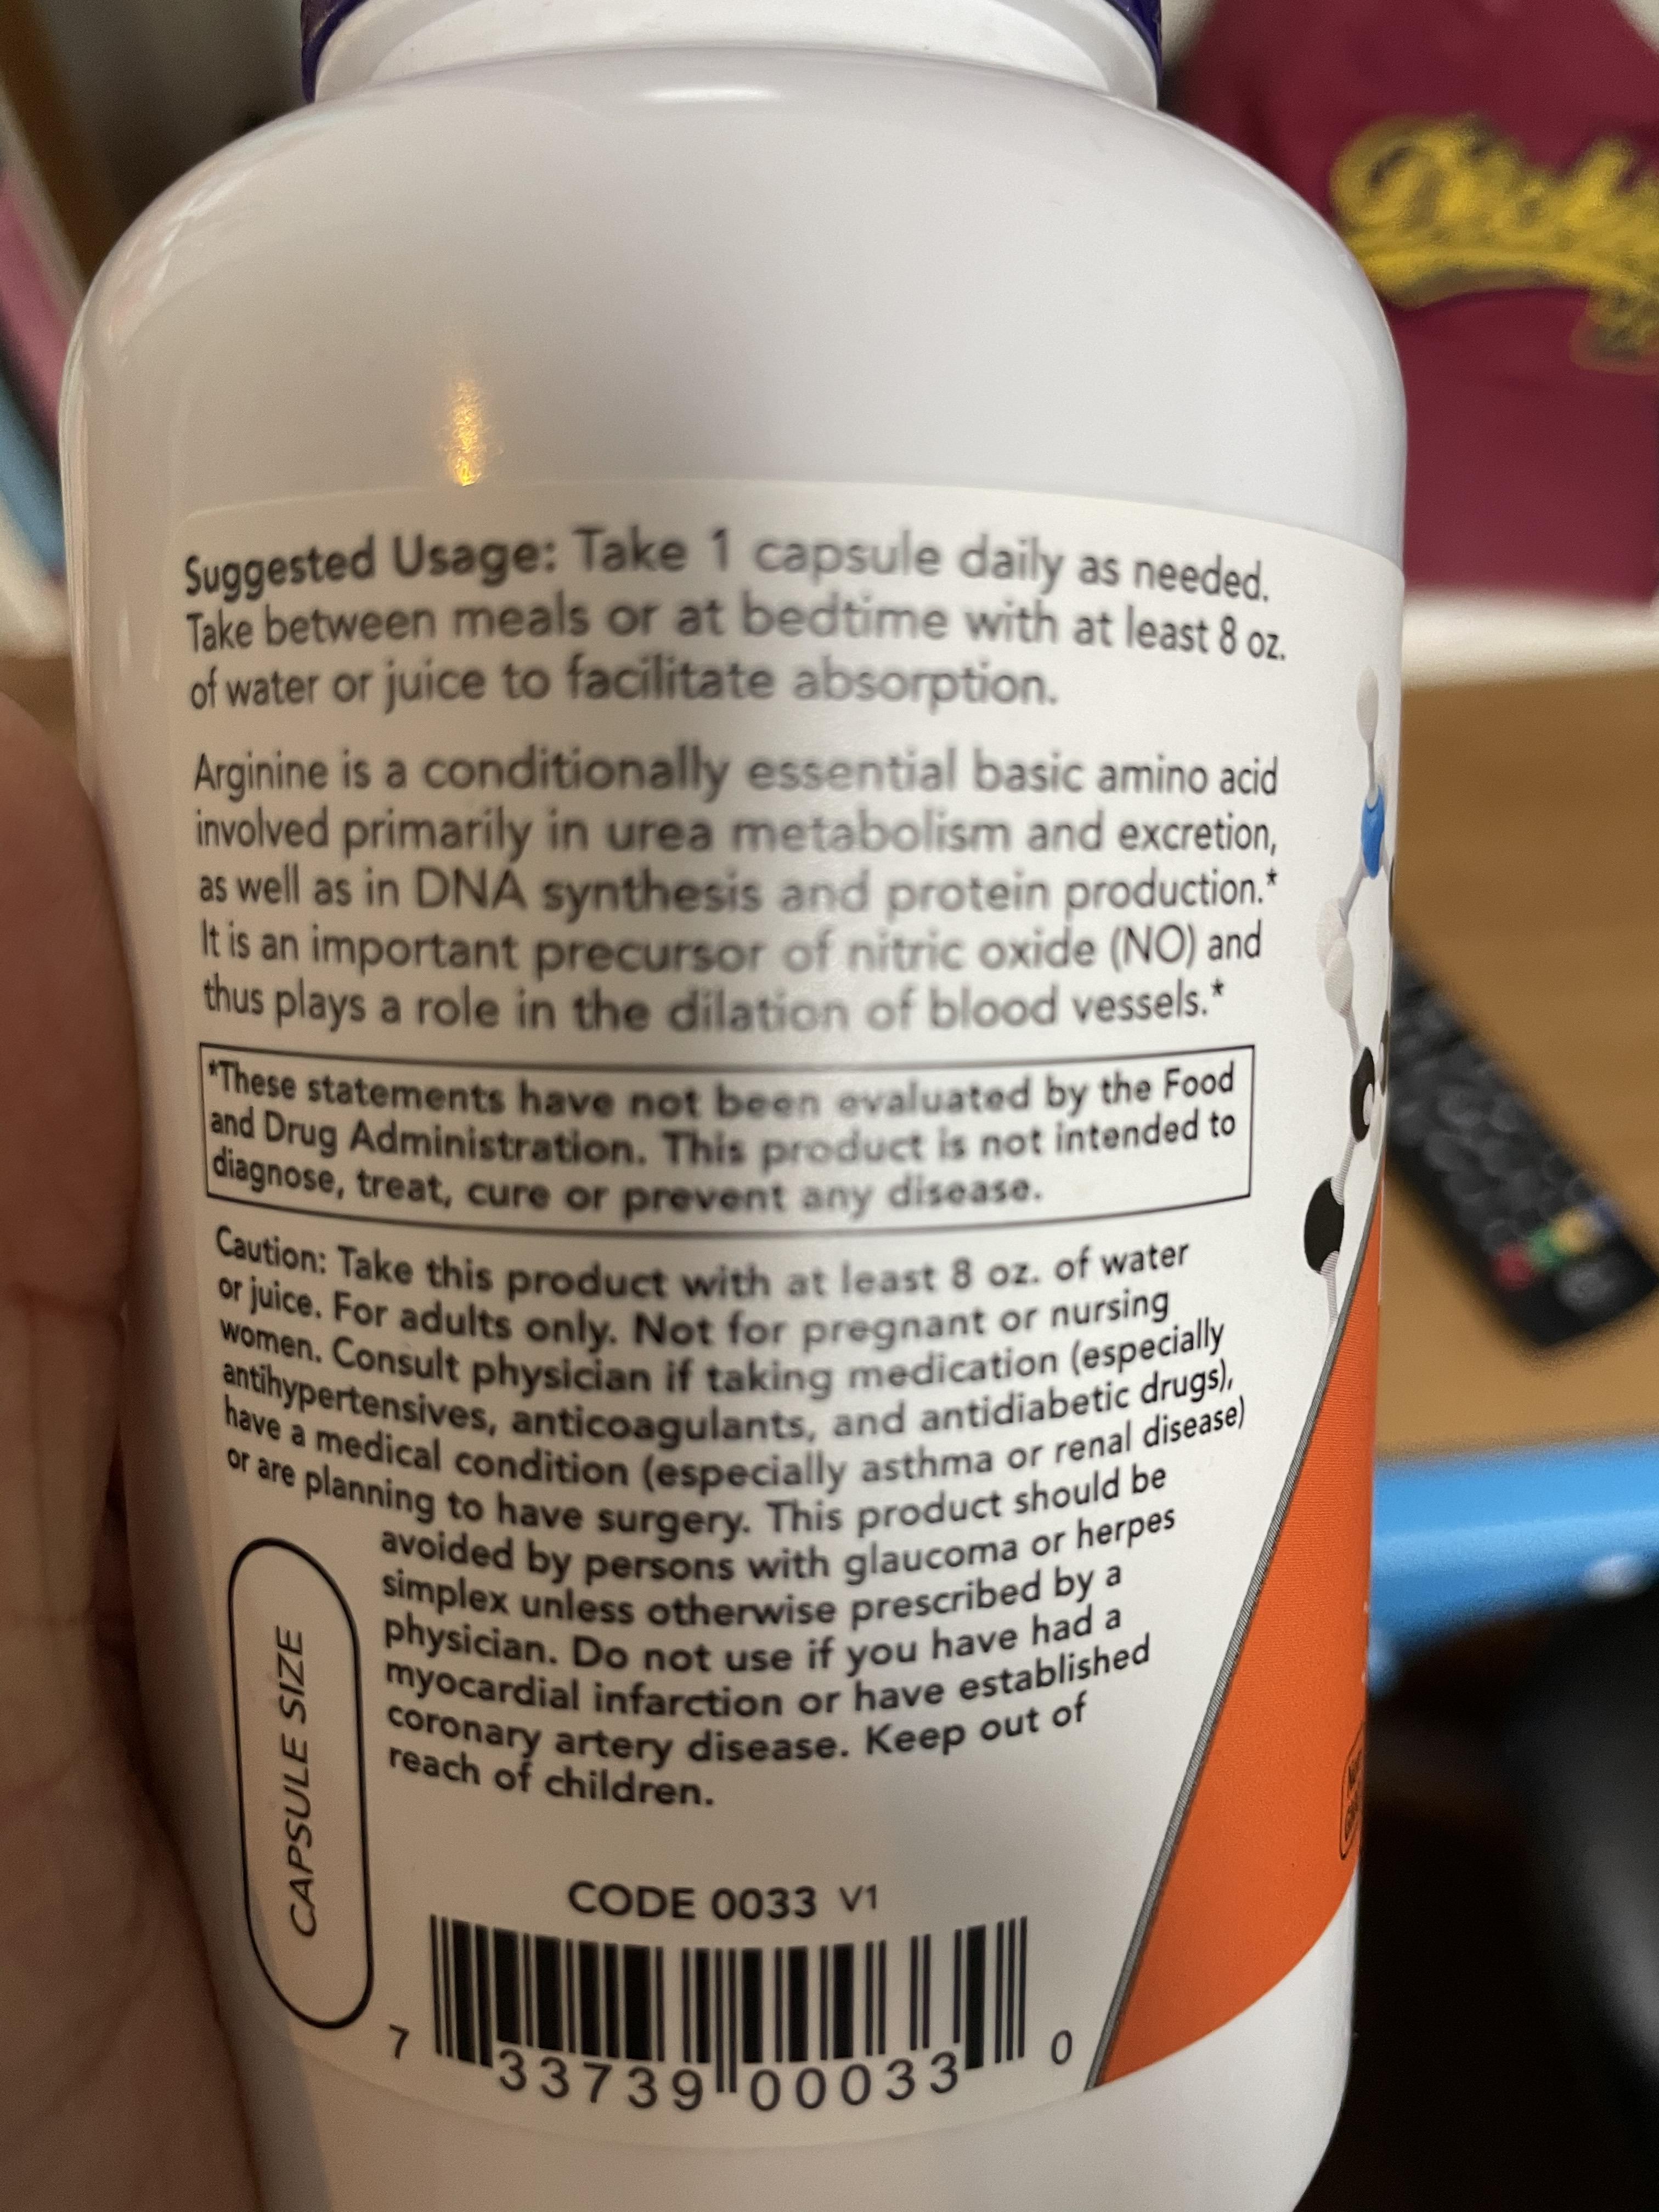 Suggested Usage: Take 1 capsule daily as needed.
Take between meals or at bedtime with at least 8 oz.
of water or juice to facilitate absorption.
Arginine is a conditionally essential basic amino acid
involved primarily in urea metabolism and excretion,
as well as in DNA synthesis and protein production.*
It is an important precursor of nitric oxide (NO) and
thus plays a role in the dilation of blood vessels.*
*These statements have not been evaluated by the Food
and Drug Administration. This product is not intended to
diagnose, treat, cure or prevent any disease.
Caution: Take this product with at least 8 oz. of water
or juice. For adults only. Not for pregnant or nursing
women. Consult physician if taking medication (especially
antihypertensives, anticoagulants, and antidiabetic drugs),
have a medical condition (especially asthma or renal disease)
or are planning to have surgery. This product should be
avoided by persons with glaucoma or herpes
simplex unless otherwise prescribed by a
physician. Do not use if you have had a
myocardial infarction or have established
coronary artery disease. Keep out of
reach of children.
CAPSULE SIZE
CODE 0033 V1
7 33739 00033 0